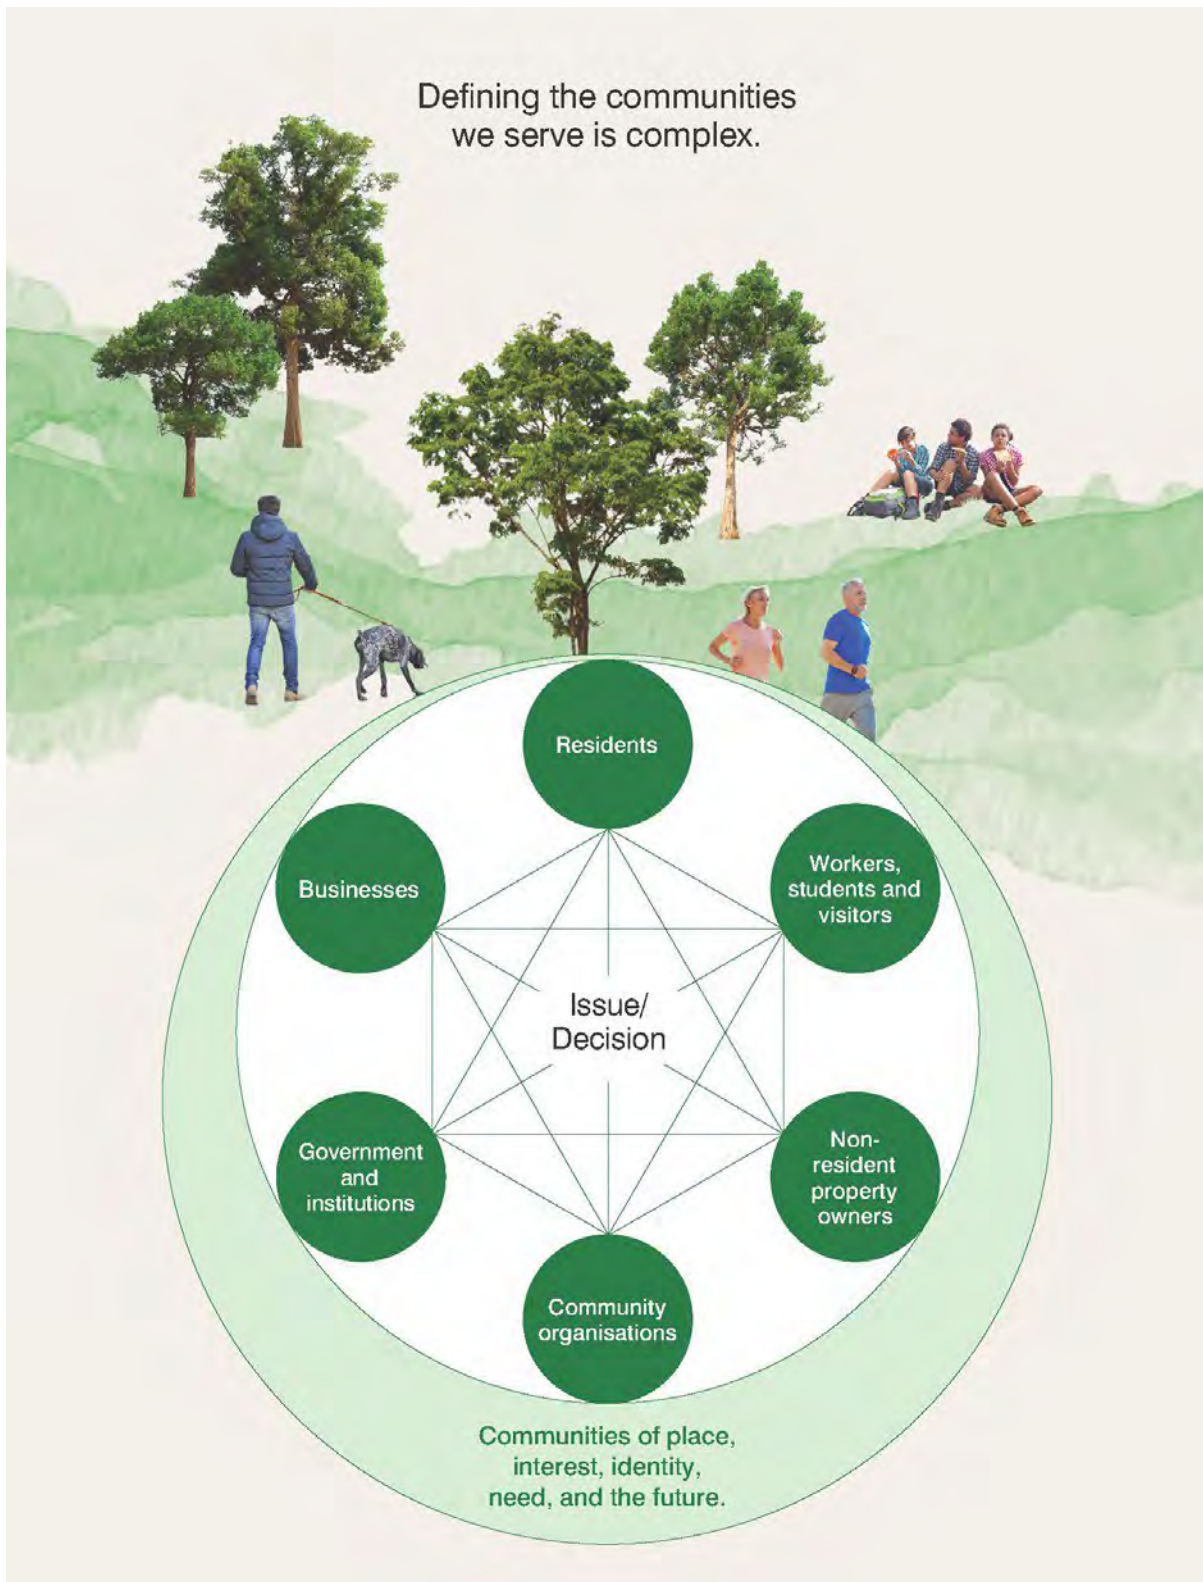 Defining the communities
we serve is complex.
Residents
Businesses
Workers,
students and
visitors
Issue/
Decision
Government
and
institutions
Non-
resident
property
owners
Community
organisations
Communities of place,
interest, identity,
need, and the future.